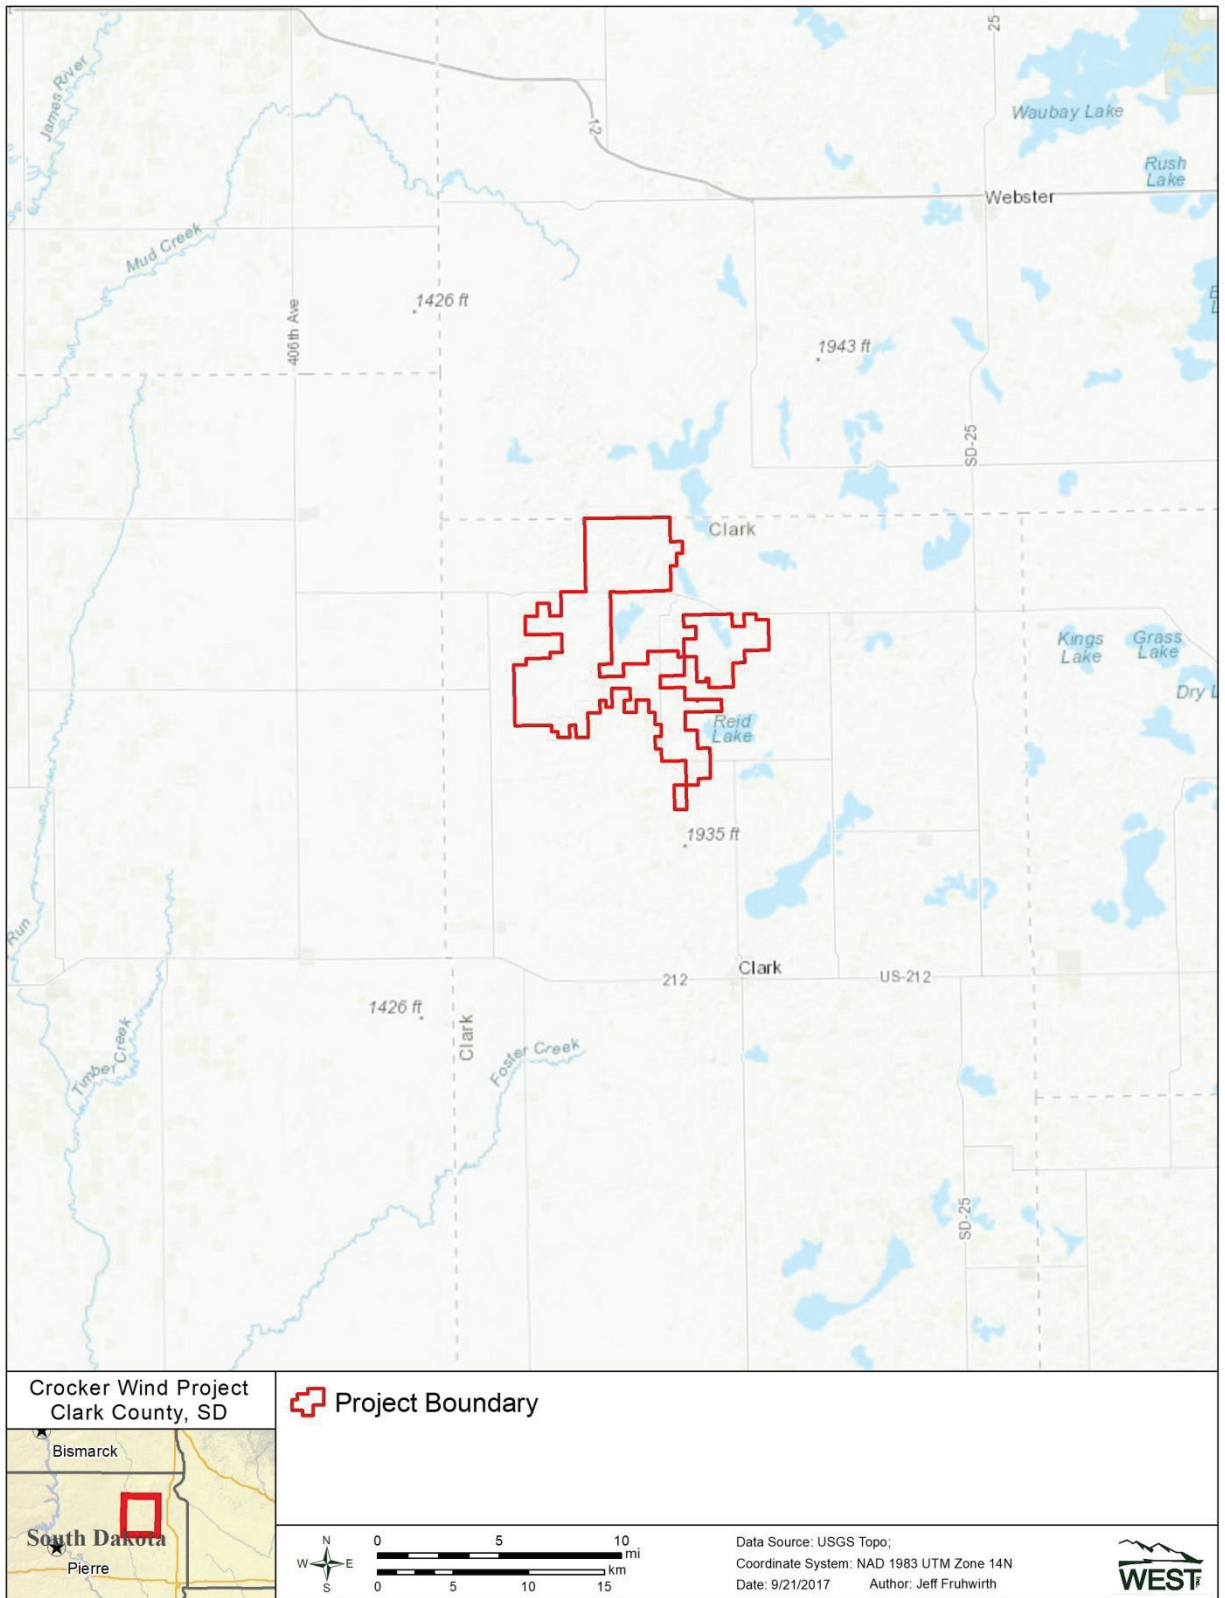 25
James River
Waubay Lake
12
Rush
Lake
Webster
Mud Creek
1426 ft
406th Ave
1943 ft
SD-25
Clark
Kings
Lake
Grass
Lake
Dry L
Reid
Lake
1935 ft
Run
Clark
212
US-212
1426 ft
Clark
Timber Creek
Foster Creek
SD-25
Crocker Wind Project
Clark County, SD
Project Boundary
Bismarck
South Dakota
Pierre
N
W E
S
0 5 10
mi
km
0 5 10 15
Data Source: USGS Topo;
Coordinate System: NAD 1983 UTM Zone 14N
Date: 9/21/2017 Author: Jeff Fruhwirth
WEST